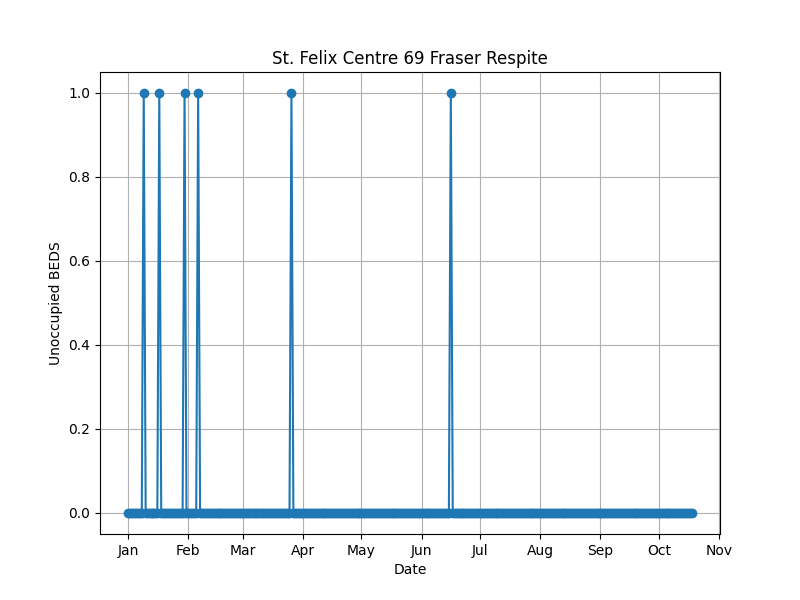 St. Felix Centre 69 Fraser Respite
1.0
0.8
0.6
0.4
0.2
0.0
Unoccupied BEDS
Jan Feb Mar Apr May Jun Jul Aug Sep Oct Nov
Date